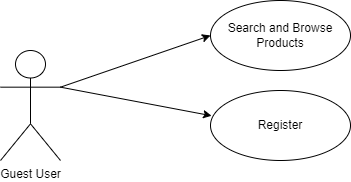 Search and Browse
Products
Register
Guest User